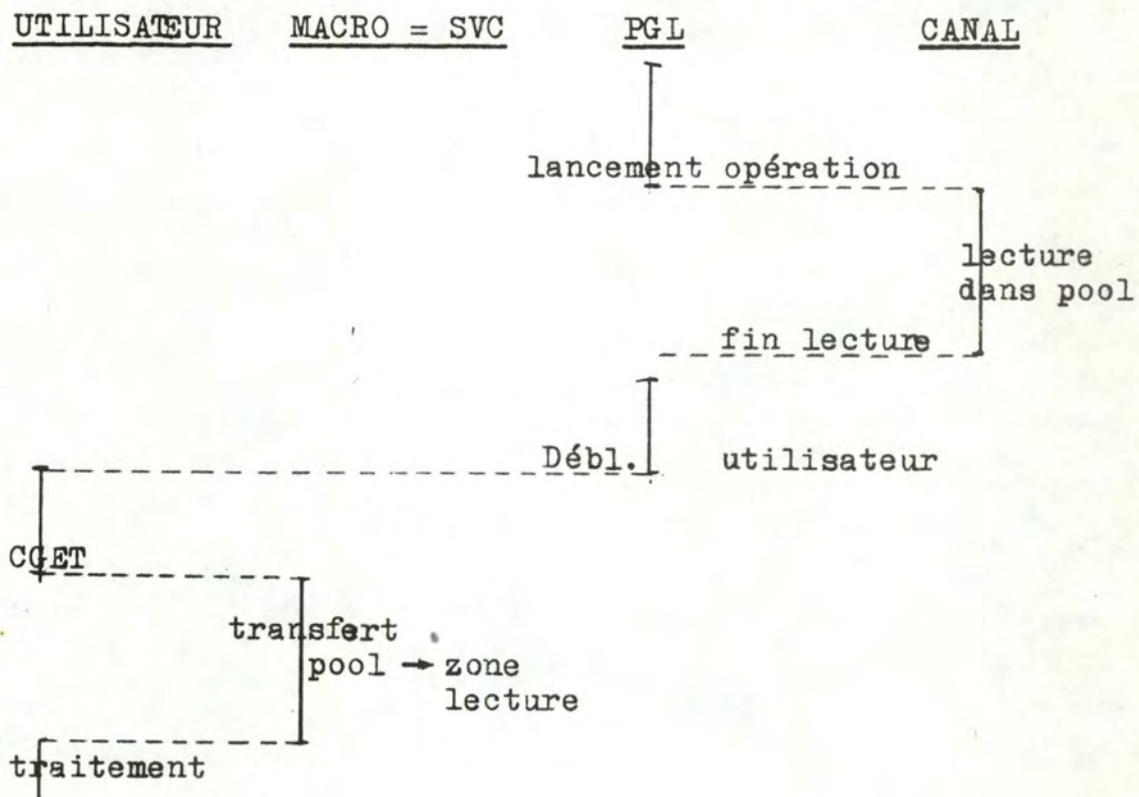 UTILISATEUR MACRO = SVC PGL CANAL
lancement opération
lecture
dans pool
fin lecture
Débl. utilisateur
CGET
transfert
pool → zone
lecture
traitement